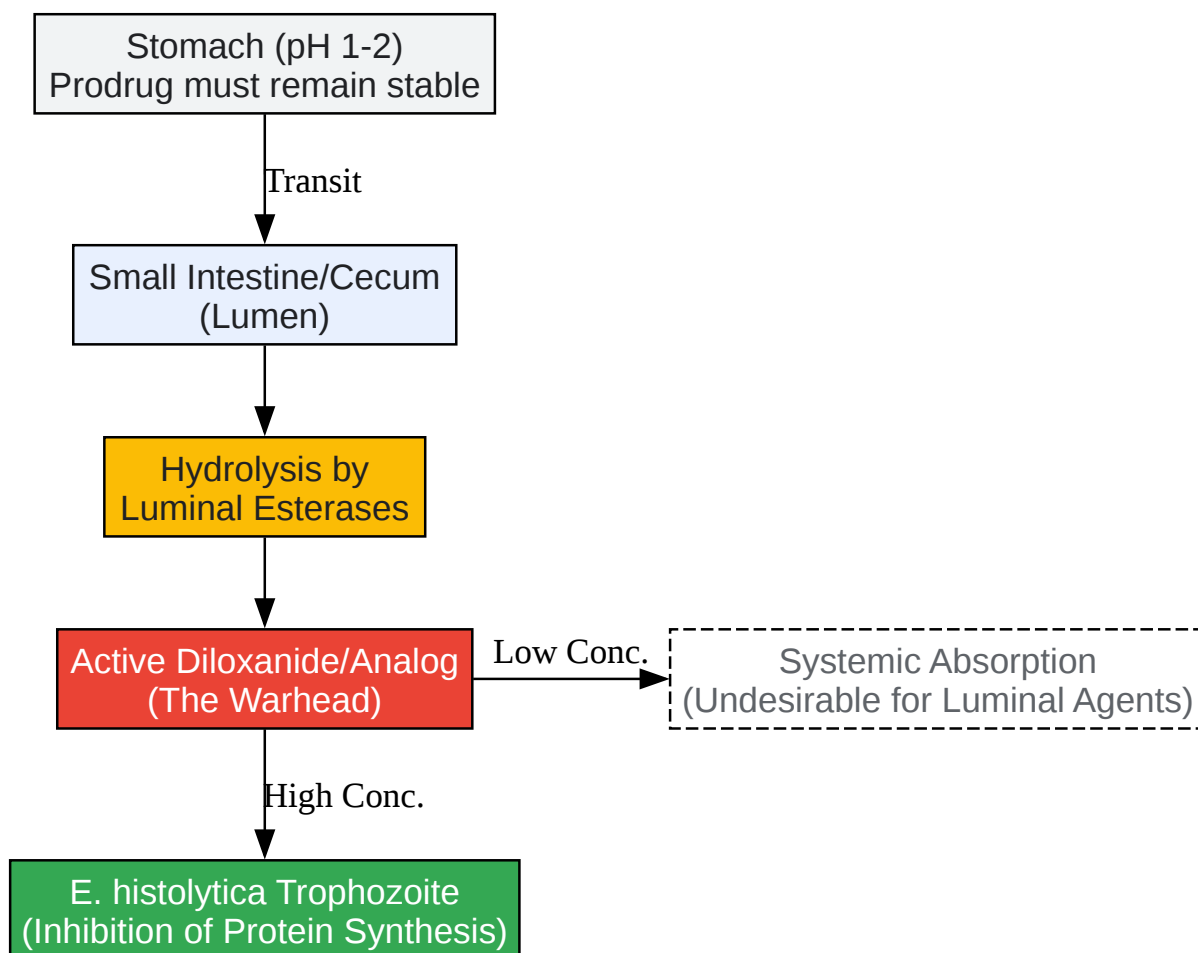 Stomach (pH 1-2)
Prodrug must remain stable
Transit
Small Intestine/Cecum
(Lumen)
Hydrolysis by
Luminal Esterases
Active Diloxanide/Analog
(The Warhead)
Low Conc.
Systemic Absorption
(Undesirable for Luminal Agents)
High Conc.
E. histolytica Trophozoite
(Inhibition of Protein Synthesis)